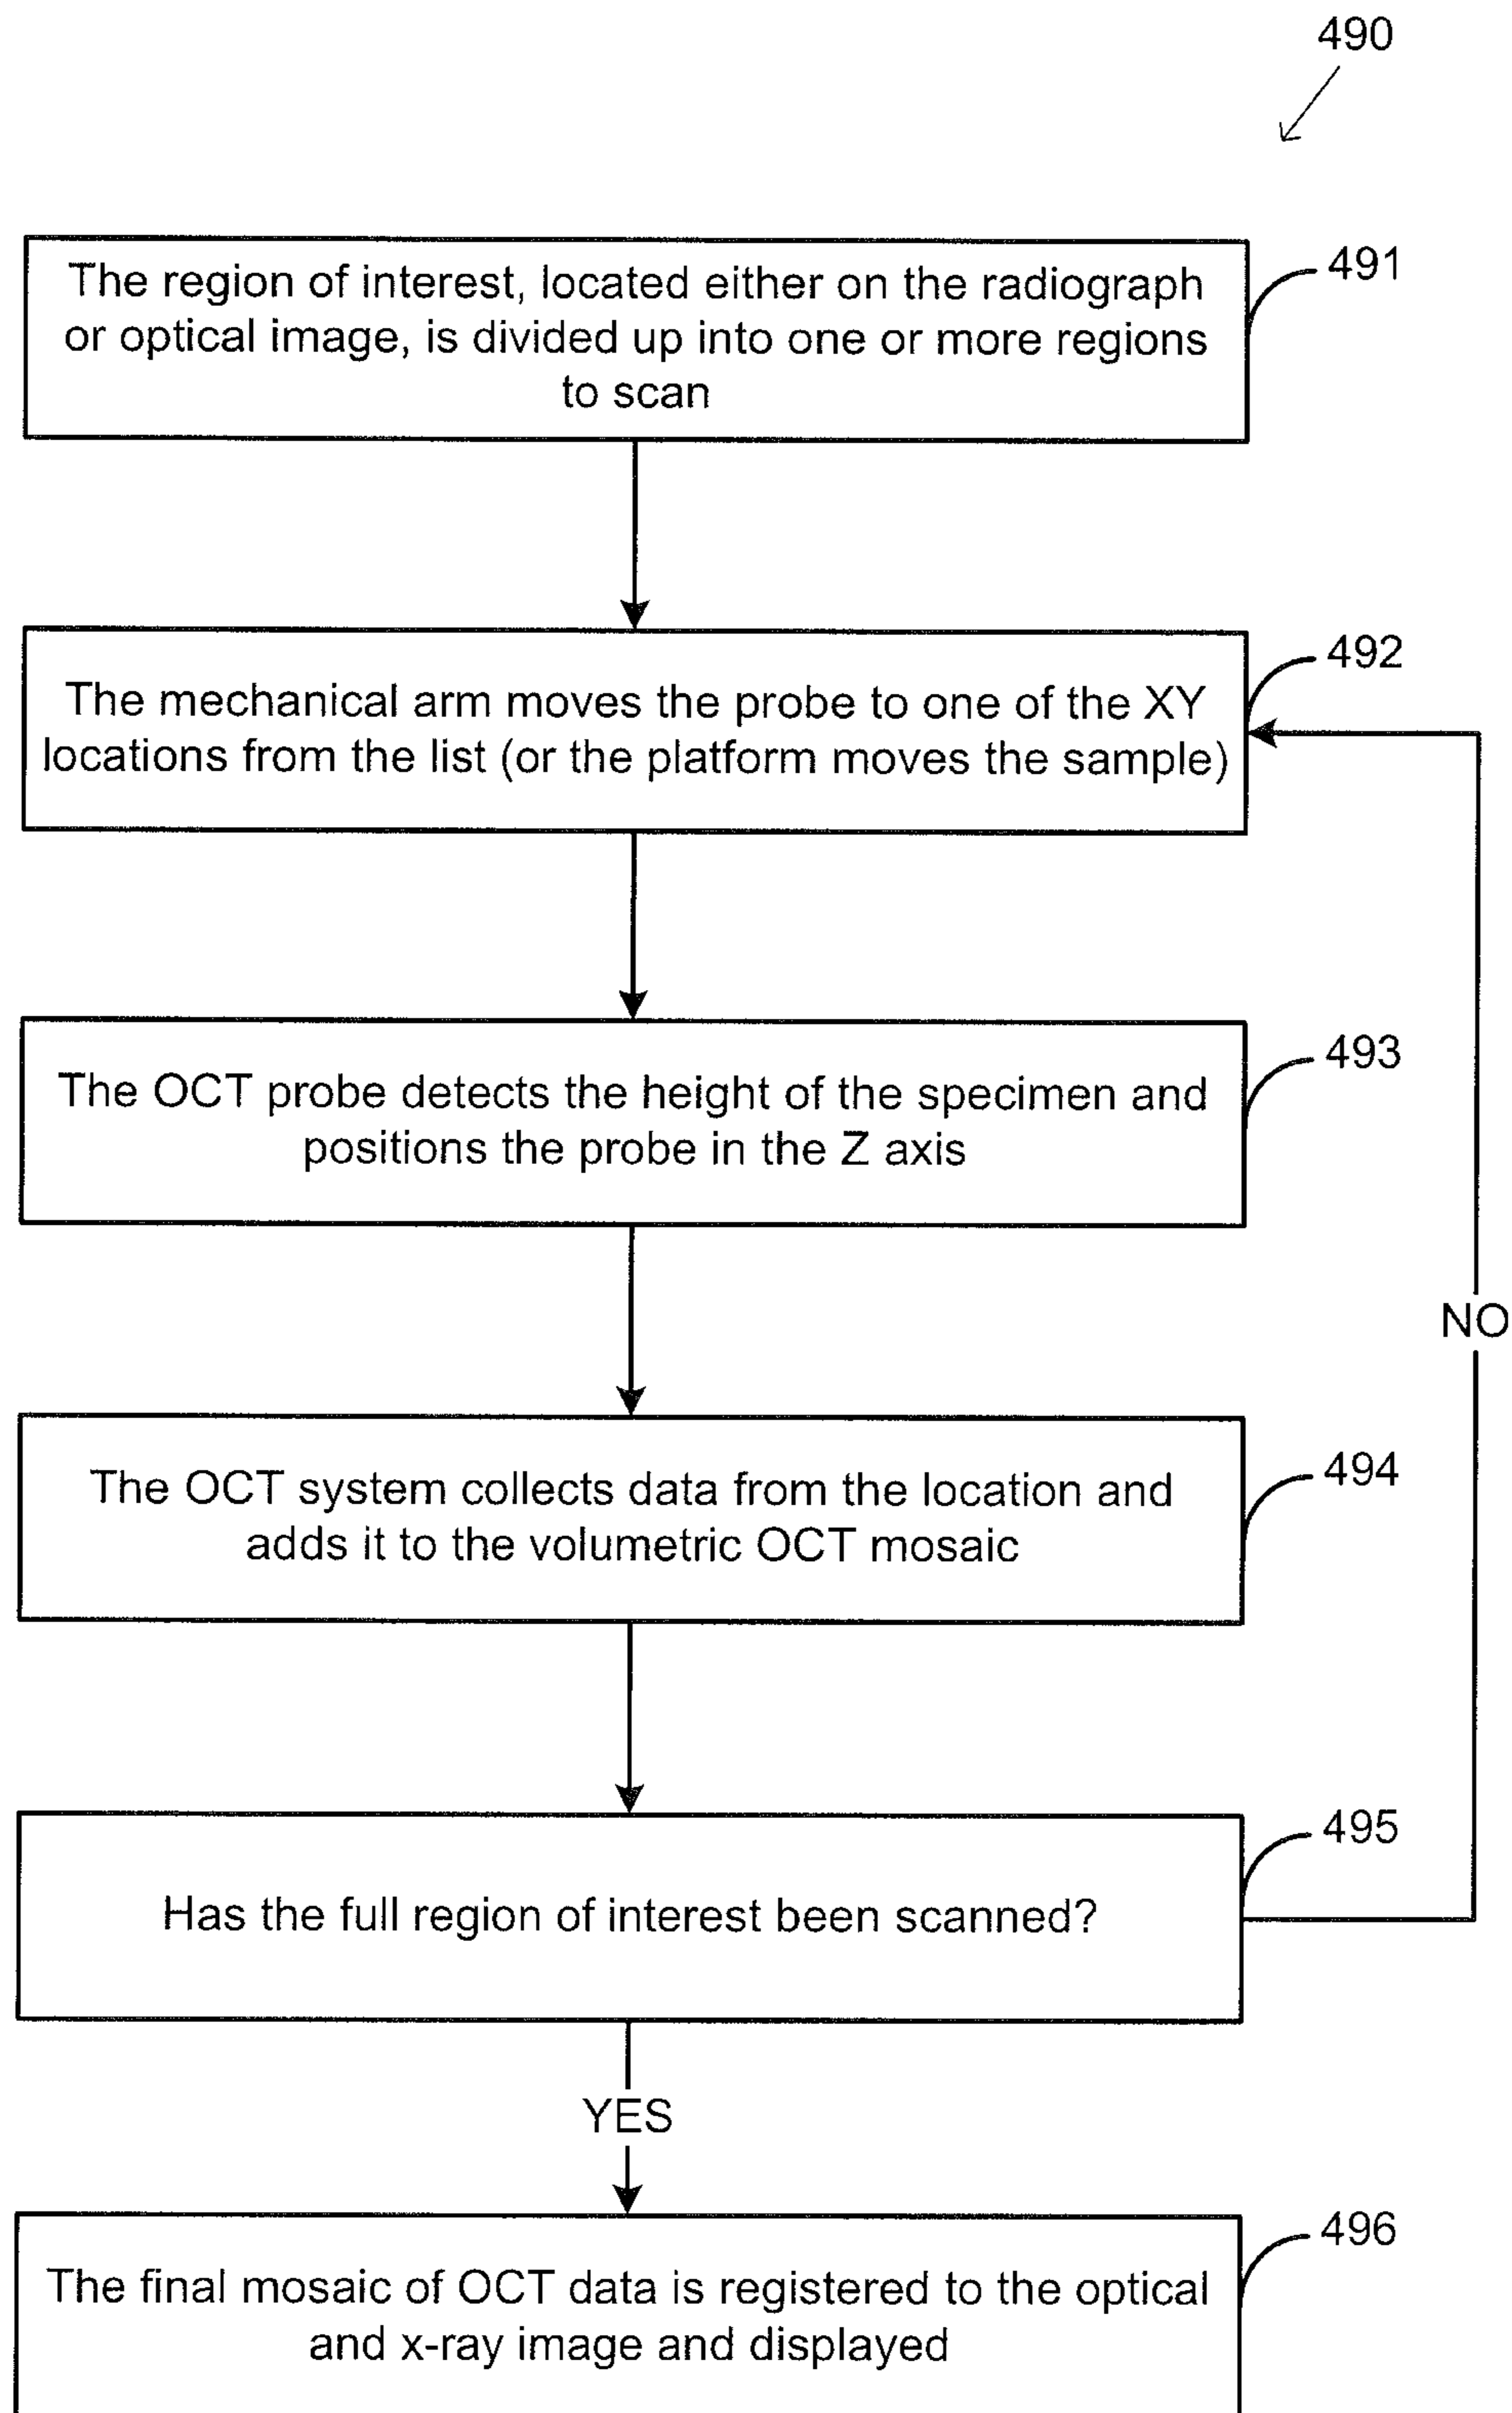 490
The region of interest, located either on the radiograph
or optical image, is divided up into one or more regions
to scan
491
The mechanical arm moves the probe to one of the XY
locations from the list (or the platform moves the sample)
492
The OCT probe detects the height of the specimen and
positions the probe in the Z axis
493
NO
The OCT system collects data from the location and
adds it to the volumetric OCT mosaic
494
Has the full region of interest been scanned?
495
YES
The final mosaic of OCT data is registered to the optical
and x-ray image and displayed
496